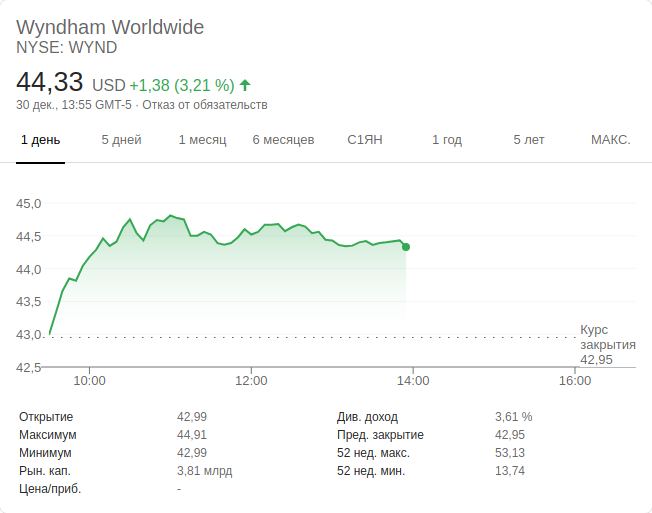 Wyndham Worldwide
NYSE: WYND
44,33 USD +1,38 (3,21 %)
30 дек., 13:55 GMT-5 · Отказ от обязательств
1 день 5 дней 1 месяц 6 месяцев С1ЯН 1 год 5 лет МАКС.
45,0
44,5
44,0
43,5
43,0
42,5
Курс
закрытия
42,95
10:00 12:00 14:00 16:00
Открытие 42,99 Див. доход 3,61 %
Максимум 44,91 Пред. закрытие 42,95
Минимум 42,99 52 нед. макс. 53,13
Рын. кап. 3,81 млрд 52 нед. мин. 13,74
Цена/приб. -